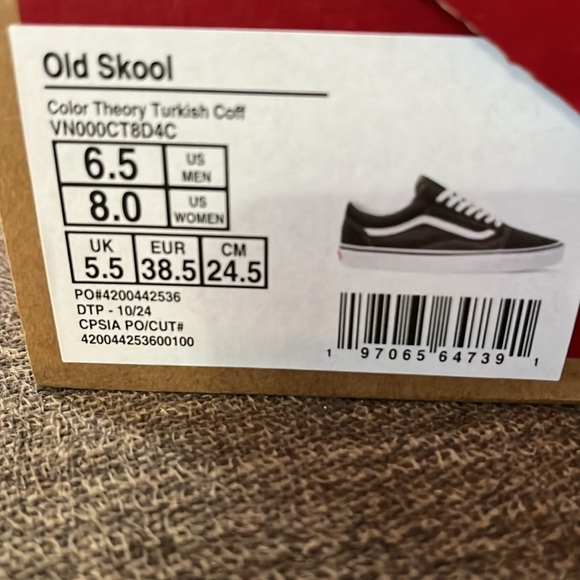 Old Skool
Color Theory Turkish Coff
VN000CT8D4C
6.5 US MEN
8.0 US WOMEN
UK EUR CM
5.5 38.5 24.5
PO#4200442536
DTP - 10/24
CPSIA PO/CUT#
420044253600100
1 97065 64739 1